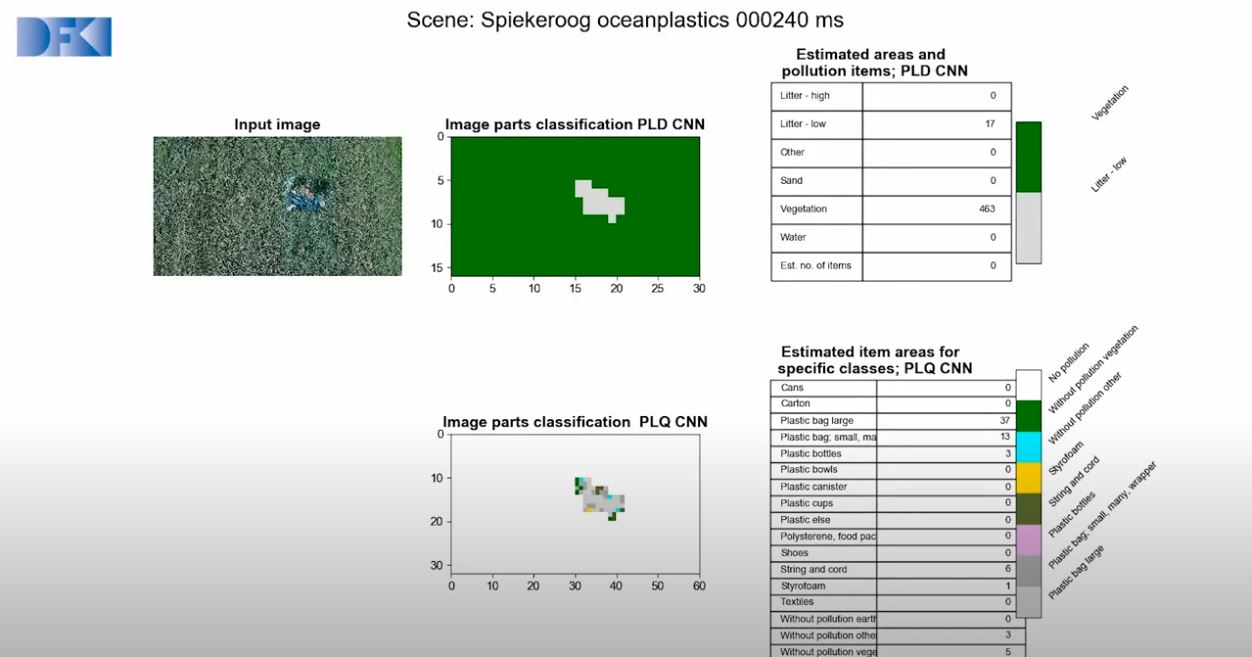 Scene: Spiekeroog oceanplastics 000240 ms
DFKI
Input image
Image parts classification PLD CNN
0
5
10
15
0 5 10 15 20 25 30
Estimated areas and
pollution items; PLD CNN
Litter - high 0
Litter - low 17
Other 0
Sand 0
Vegetation 463
Water 0
Est. no. of items 0
Vegetation
Litter - low
Image parts classification  PLQ CNN
0
10
20
30
0 10 20 30 40 50 60
Estimated item areas for
specific classes; PLQ CNN
Cans 0
Carton 0
Plastic bag large 37
Plastic bag; small, ma 13
Plastic bottles 3
Plastic bowls 0
Plastic canister 0
Plastic cups 0
Plastic else 0
Polysterene, food pac 0
Shoes 0
String and cord 6
Styrofoam 1
Textiles 0
Without pollution earth 0
Without pollution othe 3
Without pollution vege 5
No pollution
Without pollution vegetation
Without pollution other
Styrofoam
String and cord
Plastic bottles
Plastic bag; small, many, wrapper
Plastic bag large